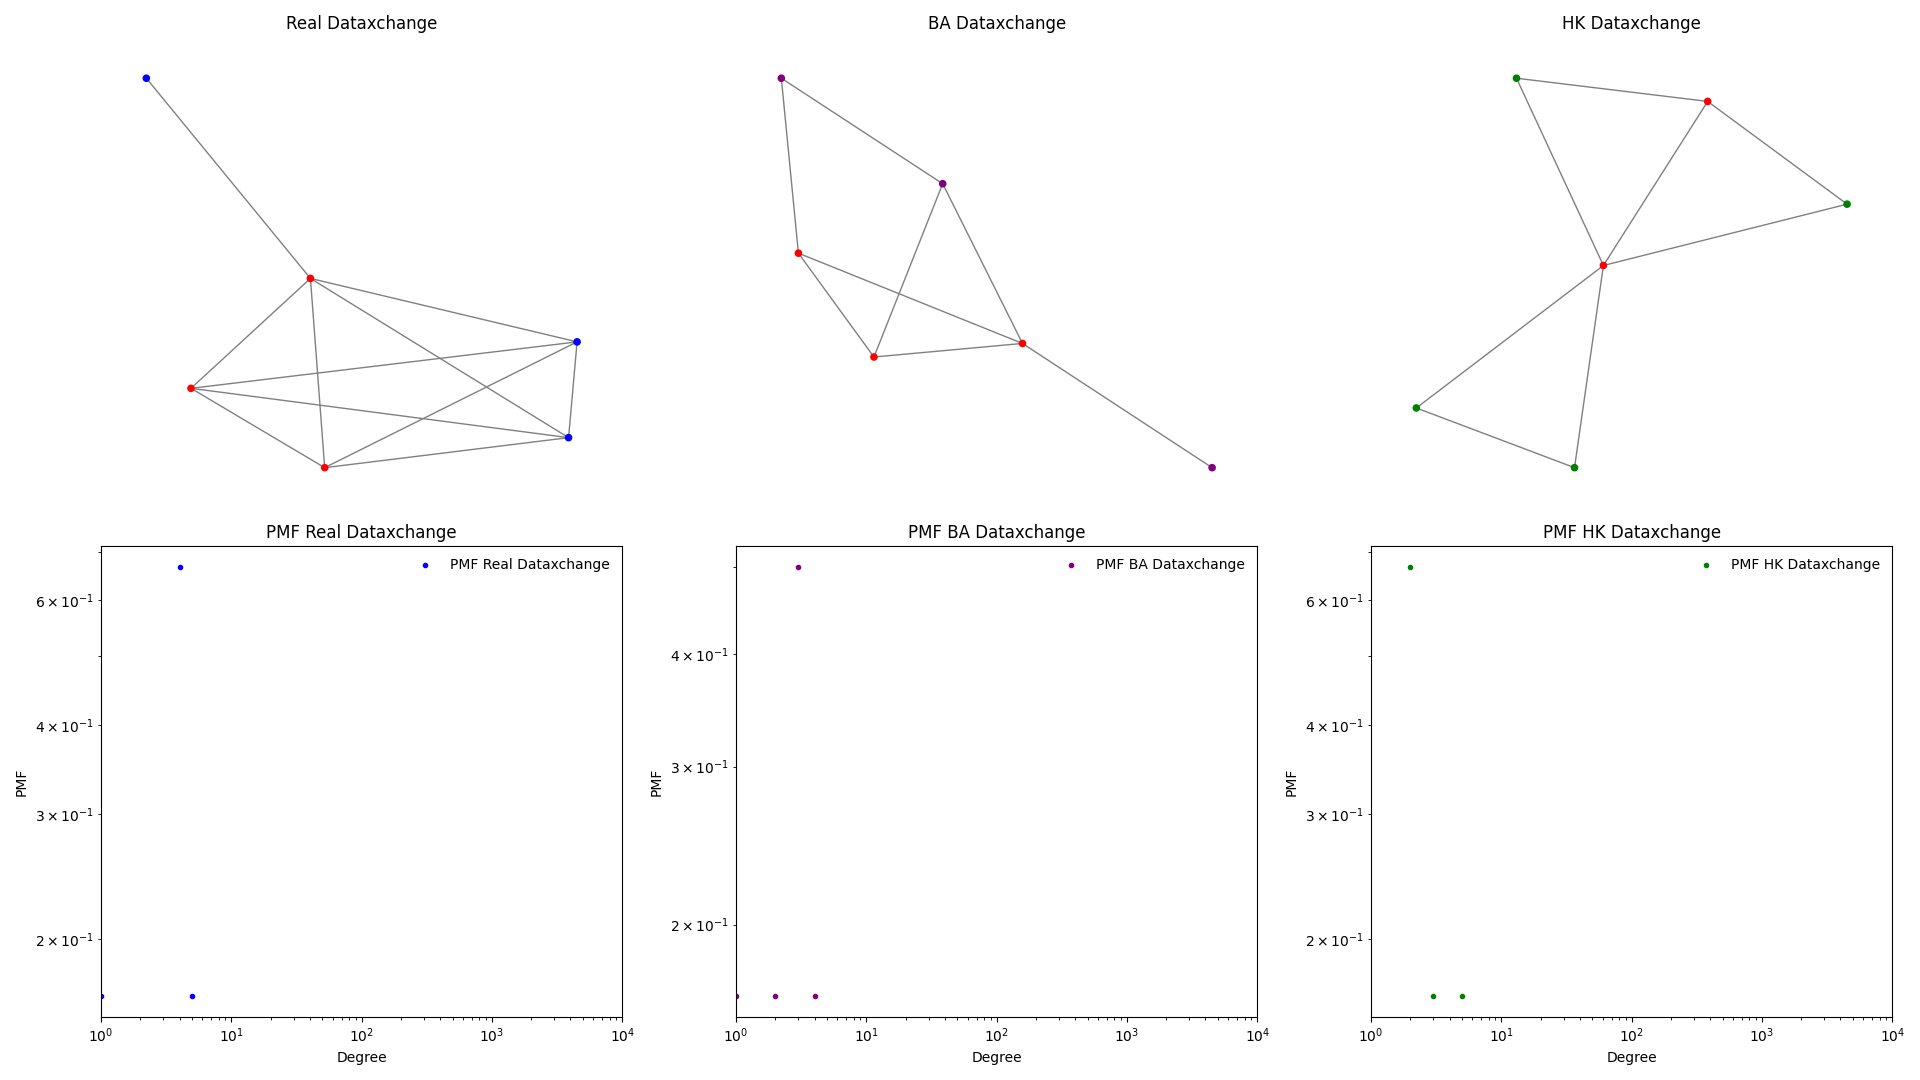 Real Dataxchange
BA Dataxchange
HK Dataxchange
PMF Real Dataxchange
PMF Real Dataxchange
6 × 10⁻¹
4 × 10⁻¹
3 × 10⁻¹
2 × 10⁻¹
PMF
10⁰ 10¹ 10² 10³ 10⁴
Degree
PMF BA Dataxchange
PMF BA Dataxchange
4 × 10⁻¹
3 × 10⁻¹
2 × 10⁻¹
PMF
10⁰ 10¹ 10² 10³ 10⁴
Degree
PMF HK Dataxchange
PMF HK Dataxchange
6 × 10⁻¹
4 × 10⁻¹
3 × 10⁻¹
2 × 10⁻¹
PMF
10⁰ 10¹ 10² 10³ 10⁴
Degree